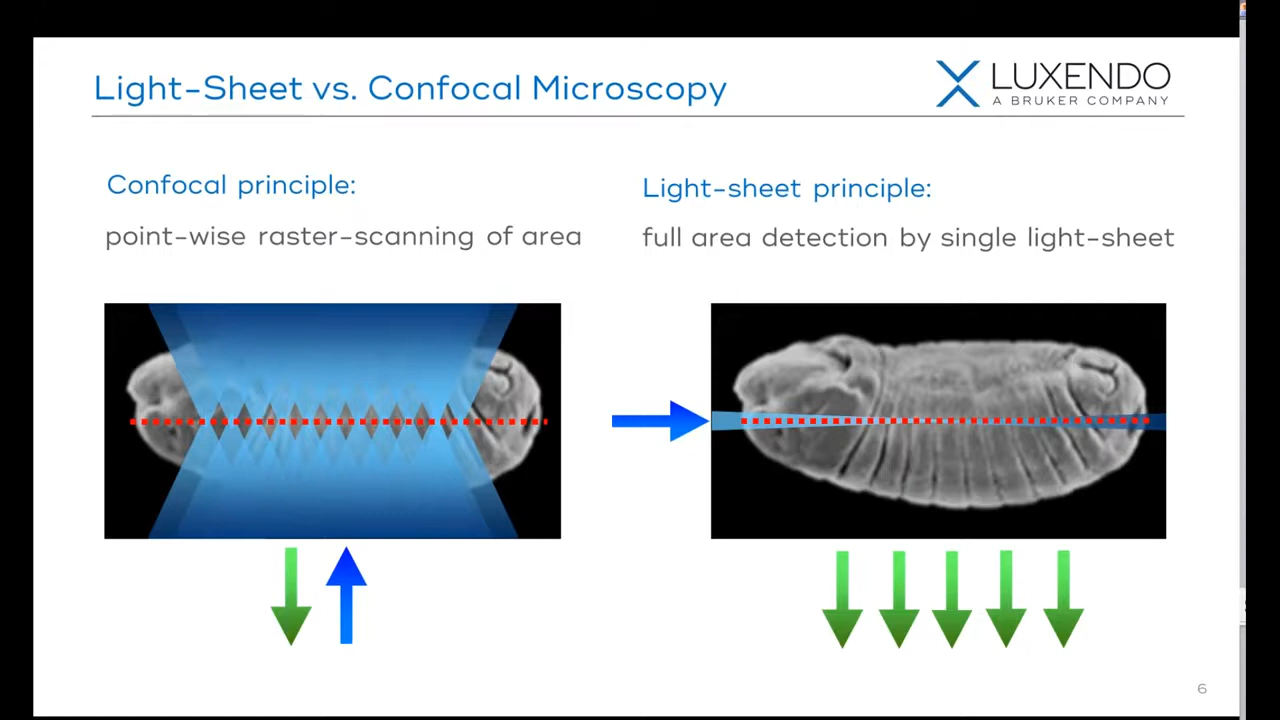 Light-Sheet vs. Confocal Microscopy
LUXENDO
A BRUKER COMPANY
Confocal principle:
point-wise raster-scanning of area
Light-sheet principle:
full area detection by single light-sheet
6